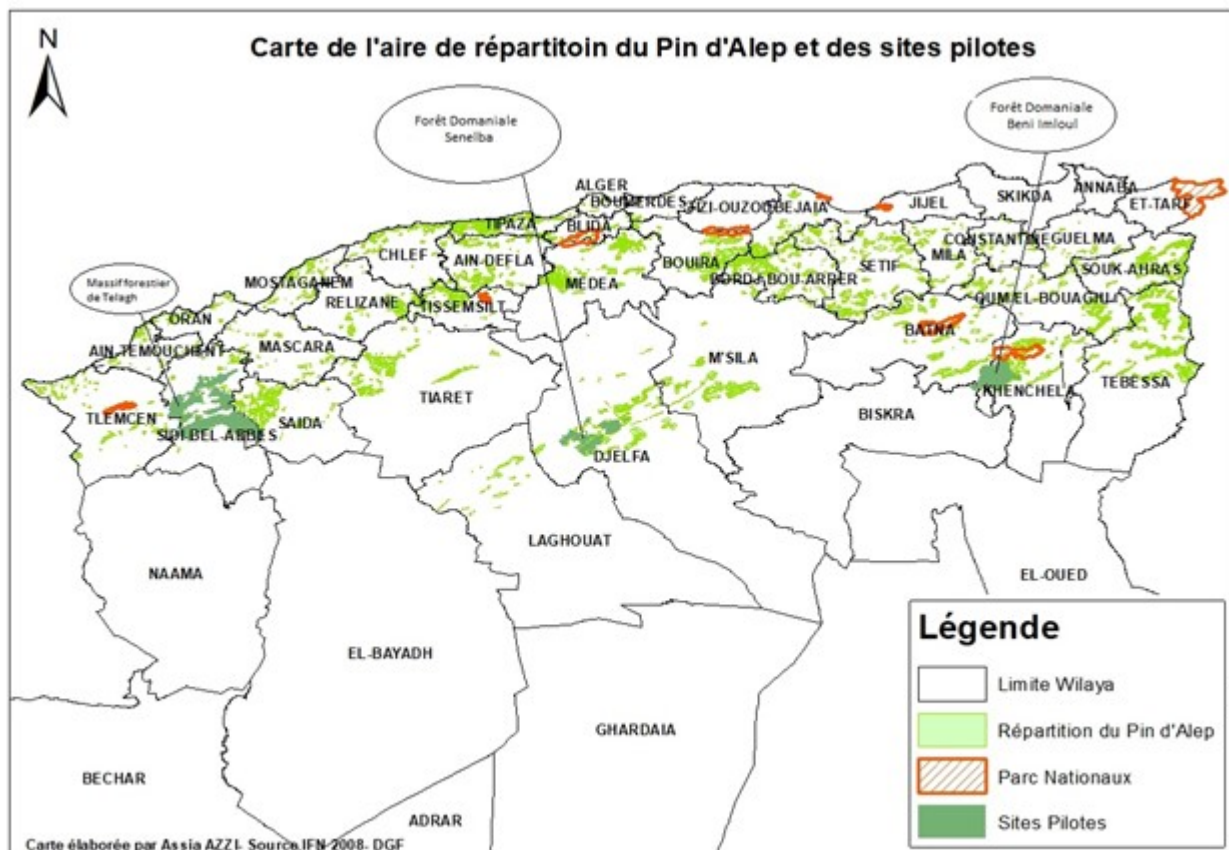 Carte de l'aire de répartitoin du Pin d'Alep et des sites pilotes
N
Forêt Domaniale
Senelba
Forêt Domaniale
Beni Imloul
Massif forestier
de Telagh
ALGER
BOUMERDES
TIZI-OUZOU
BEJAIA
JIJEL
SKIKDA
ANNABA
ET-TARF
TIPAZA
BLIDA
CHLEF
AIN-DEFLA
MEDEA
BOUIRA
BORDJ BOU-ARRER
SETIF
MILA
CONSTANTINE
GUELMA
SOUK-AHRAS
MOSTAGANEM
RELIZANE
TISSEMSILT
OUM EL-BOUAGHI
ORAN
AIN-TEMOUCHENT
MASCARA
BATNA
TLEMCEN
SIDI-BEL-ABBES
SAIDA
TIARET
M'SILA
KHENCHELA
TEBESSA
BISKRA
DJELFA
LAGHOUAT
NAAMA
EL-BAYADH
EL-OUED
GHARDAIA
BECHAR
ADRAR
Légende
Limite Wilaya
Répartition du Pin d'Alep
Parc Nationaux
Sites Pilotes
Carte élaborée par Assia AZZI. Source IFN 2008. DGF